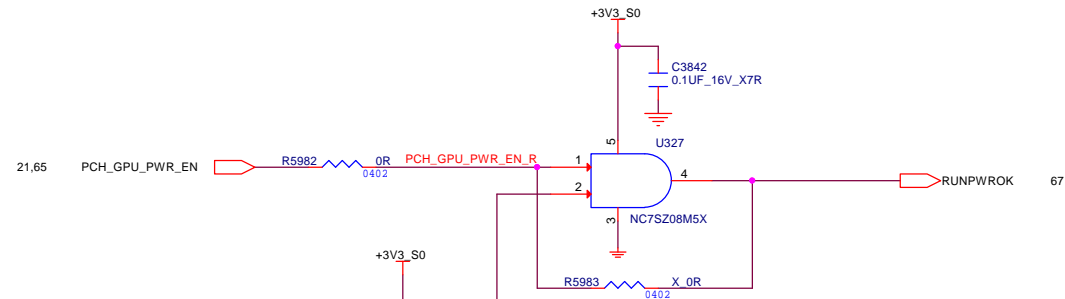 +3V3_S0
C3842
0.1UF_16V_X7R
U327
5
21,65 PCH_GPU_PWR_EN R5982 0R PCH_GPU_PWR_EN_R 1
0402
2
4 RUNPWROK 67
3 NC7SZ08M5X
+3V3_S0
R5983 X_0R
0402